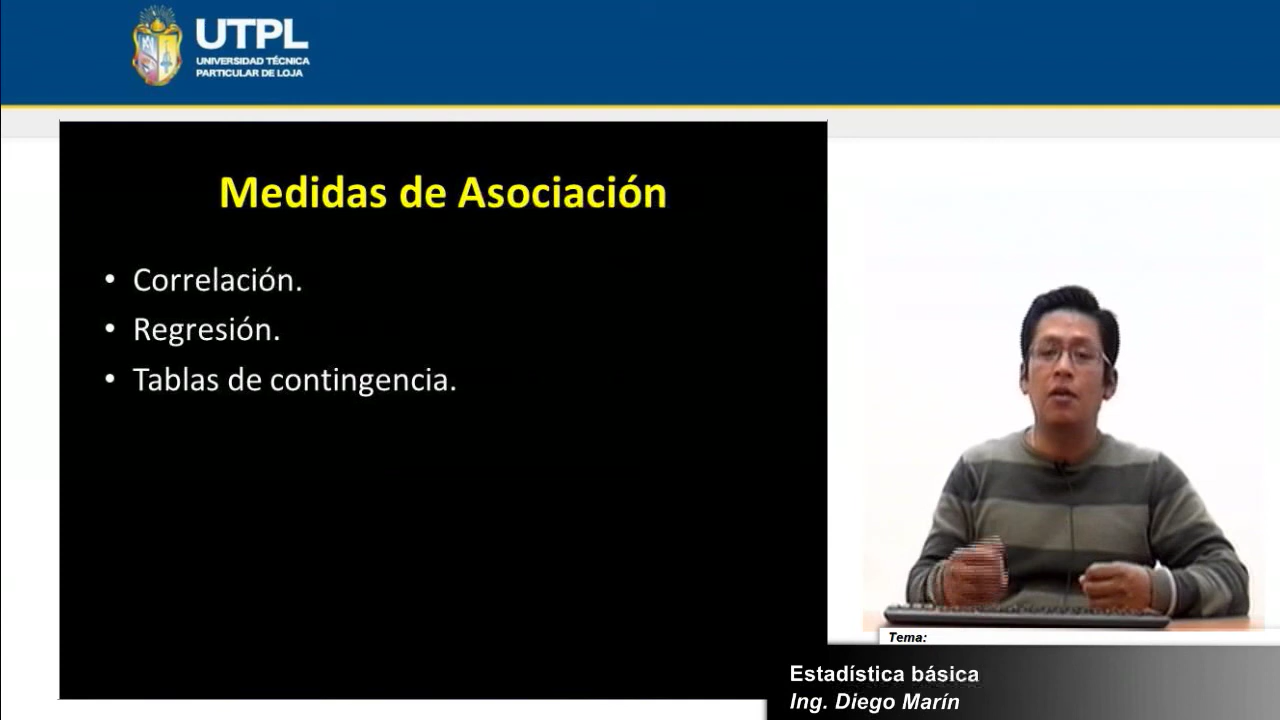 UTPL
UNIVERSIDAD TÉCNICA
PARTICULAR DE LOJA
Medidas de Asociación
• Correlación.
• Regresión.
• Tablas de contingencia.
Tema:
Estadística básica
Ing. Diego Marín